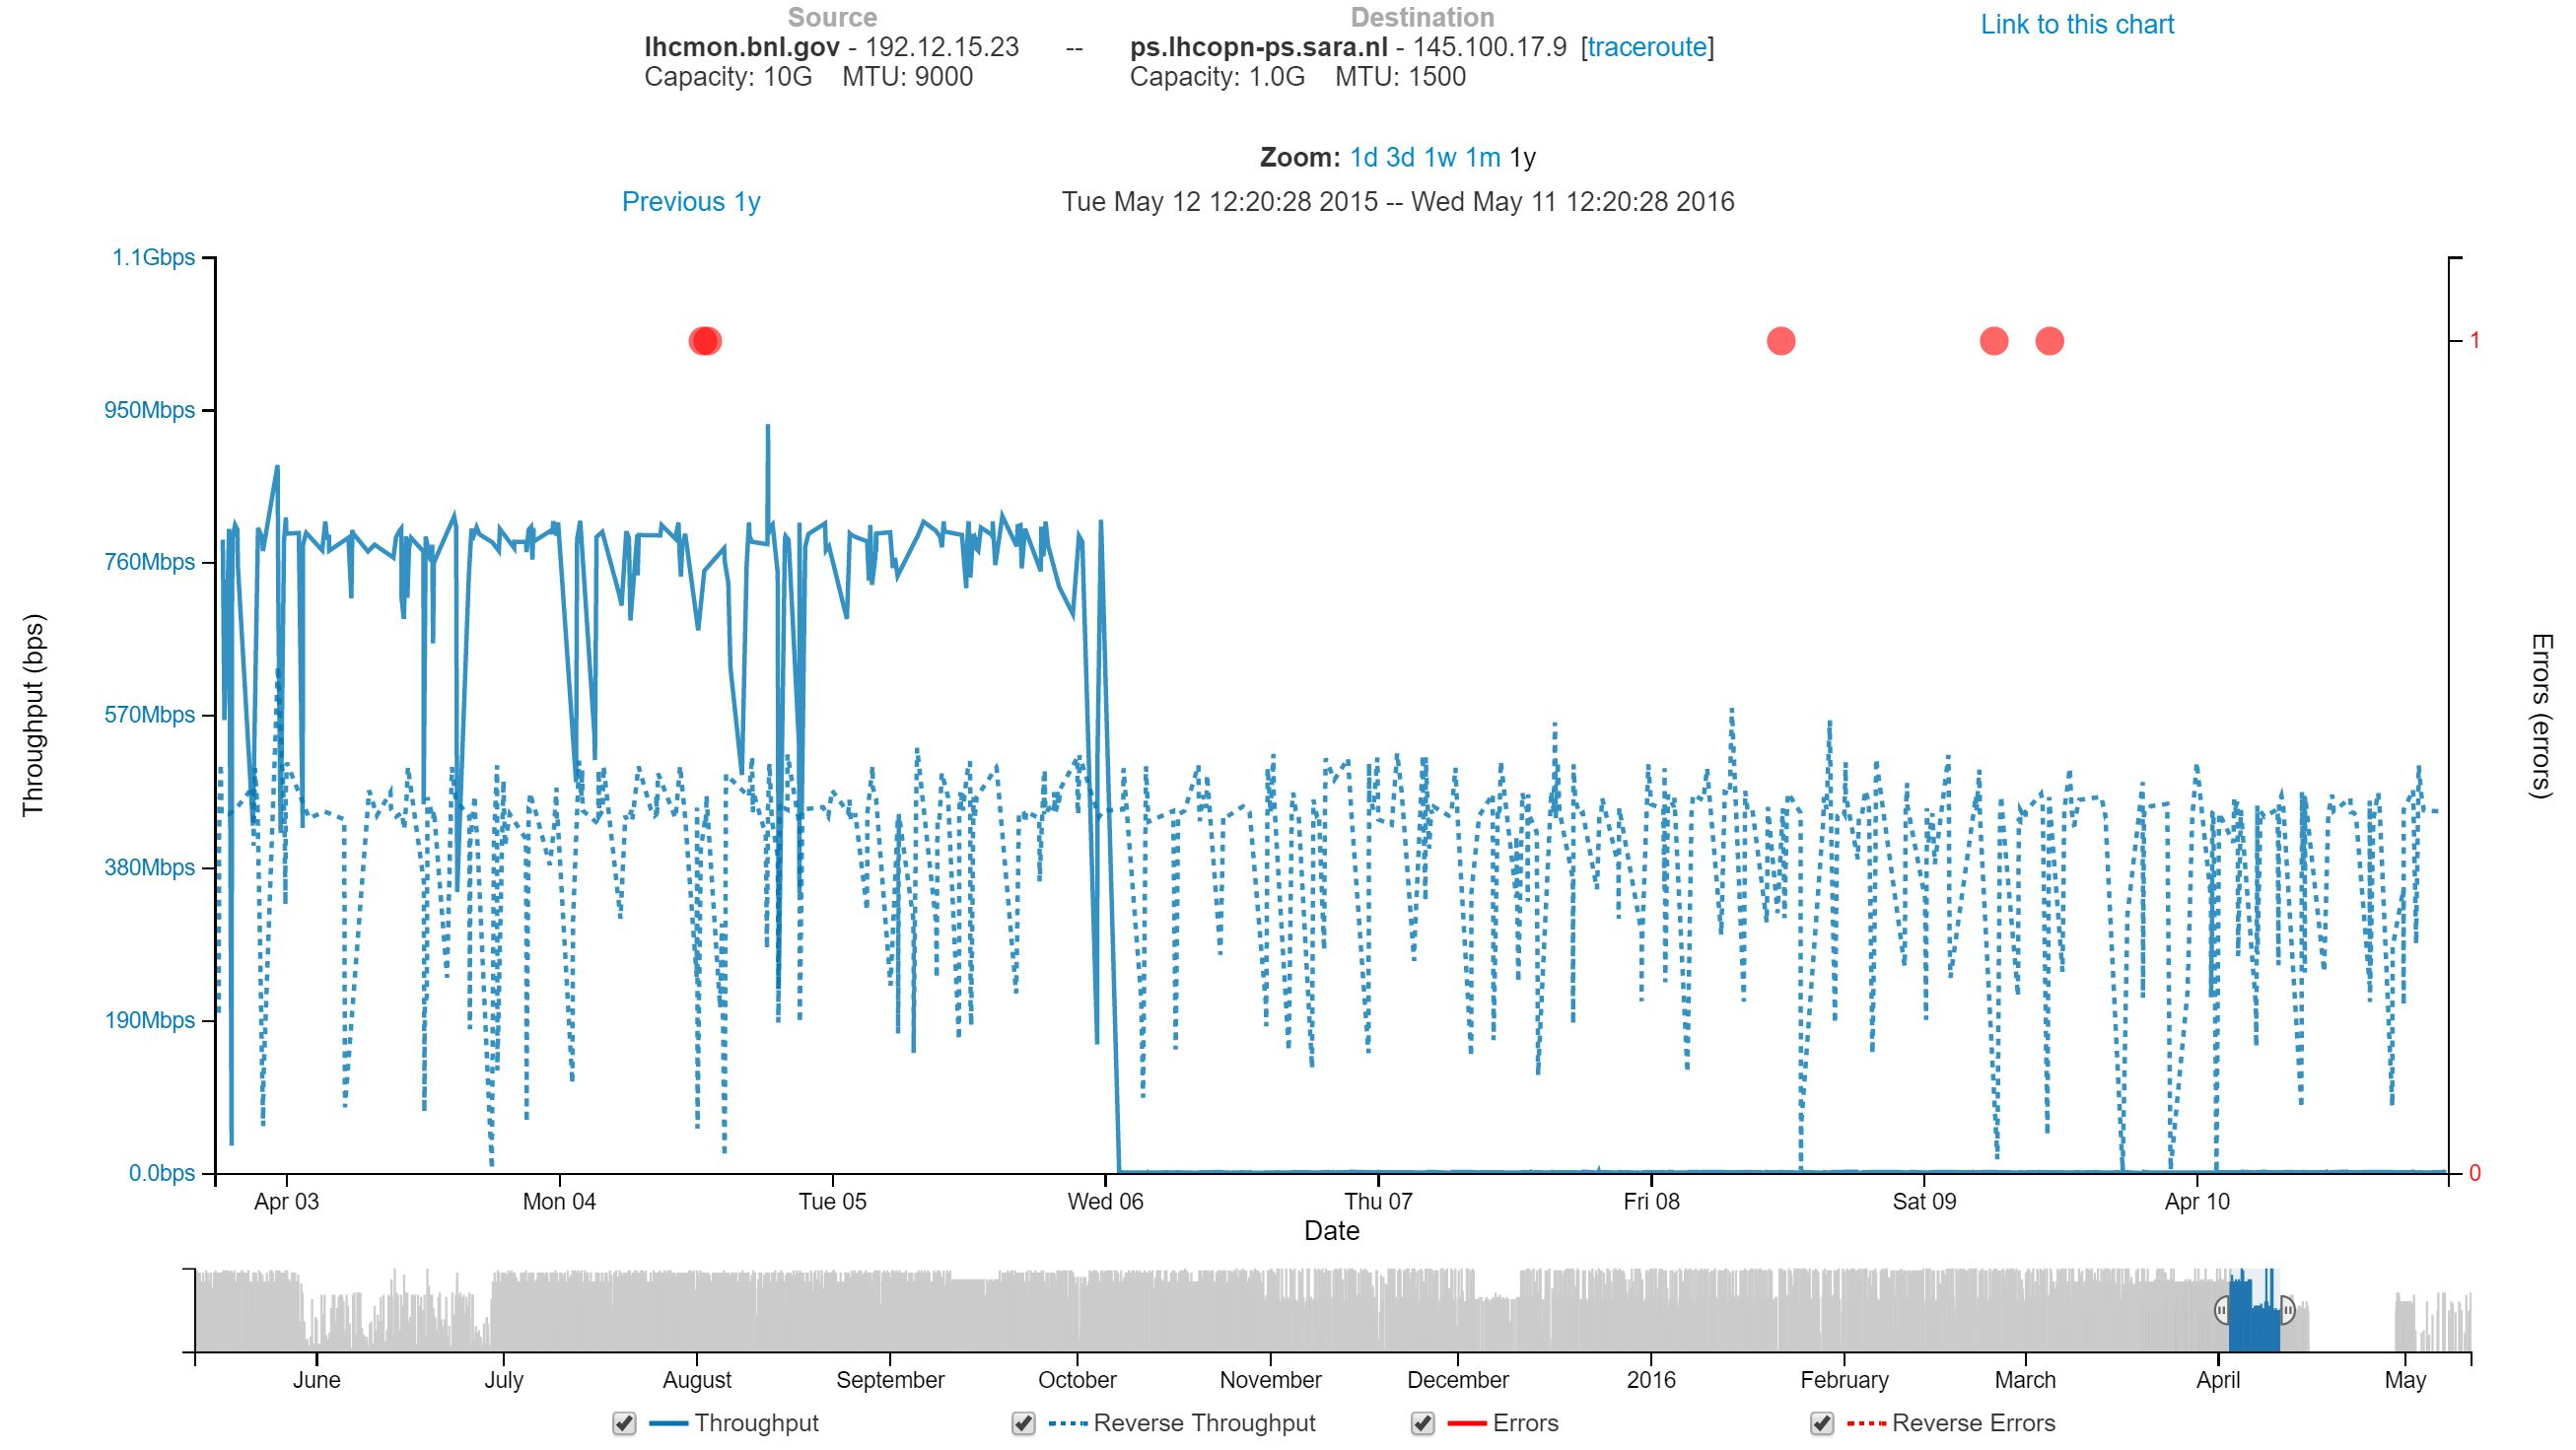 Source Destination Link to this chart
lhcmon.bnl.gov - 192.12.15.23 -- ps.lhcopn-ps.sara.nl - 145.100.17.9 [traceroute]
Capacity: 10G MTU: 9000 Capacity: 1.0G MTU: 1500
Zoom: 1d 3d 1w 1m 1y
Previous 1y Tue May 12 12:20:28 2015 -- Wed May 11 12:20:28 2016
Throughput (bps)
1.1Gbps
950Mbps
760Mbps
570Mbps
380Mbps
190Mbps
0.0bps
1
0
Errors (errors)
Apr 03 Mon 04 Tue 05 Wed 06 Thu 07 Fri 08 Sat 09 Apr 10
Date
June July August September October November December 2016 February March April May
Throughput Reverse Throughput Errors Reverse Errors